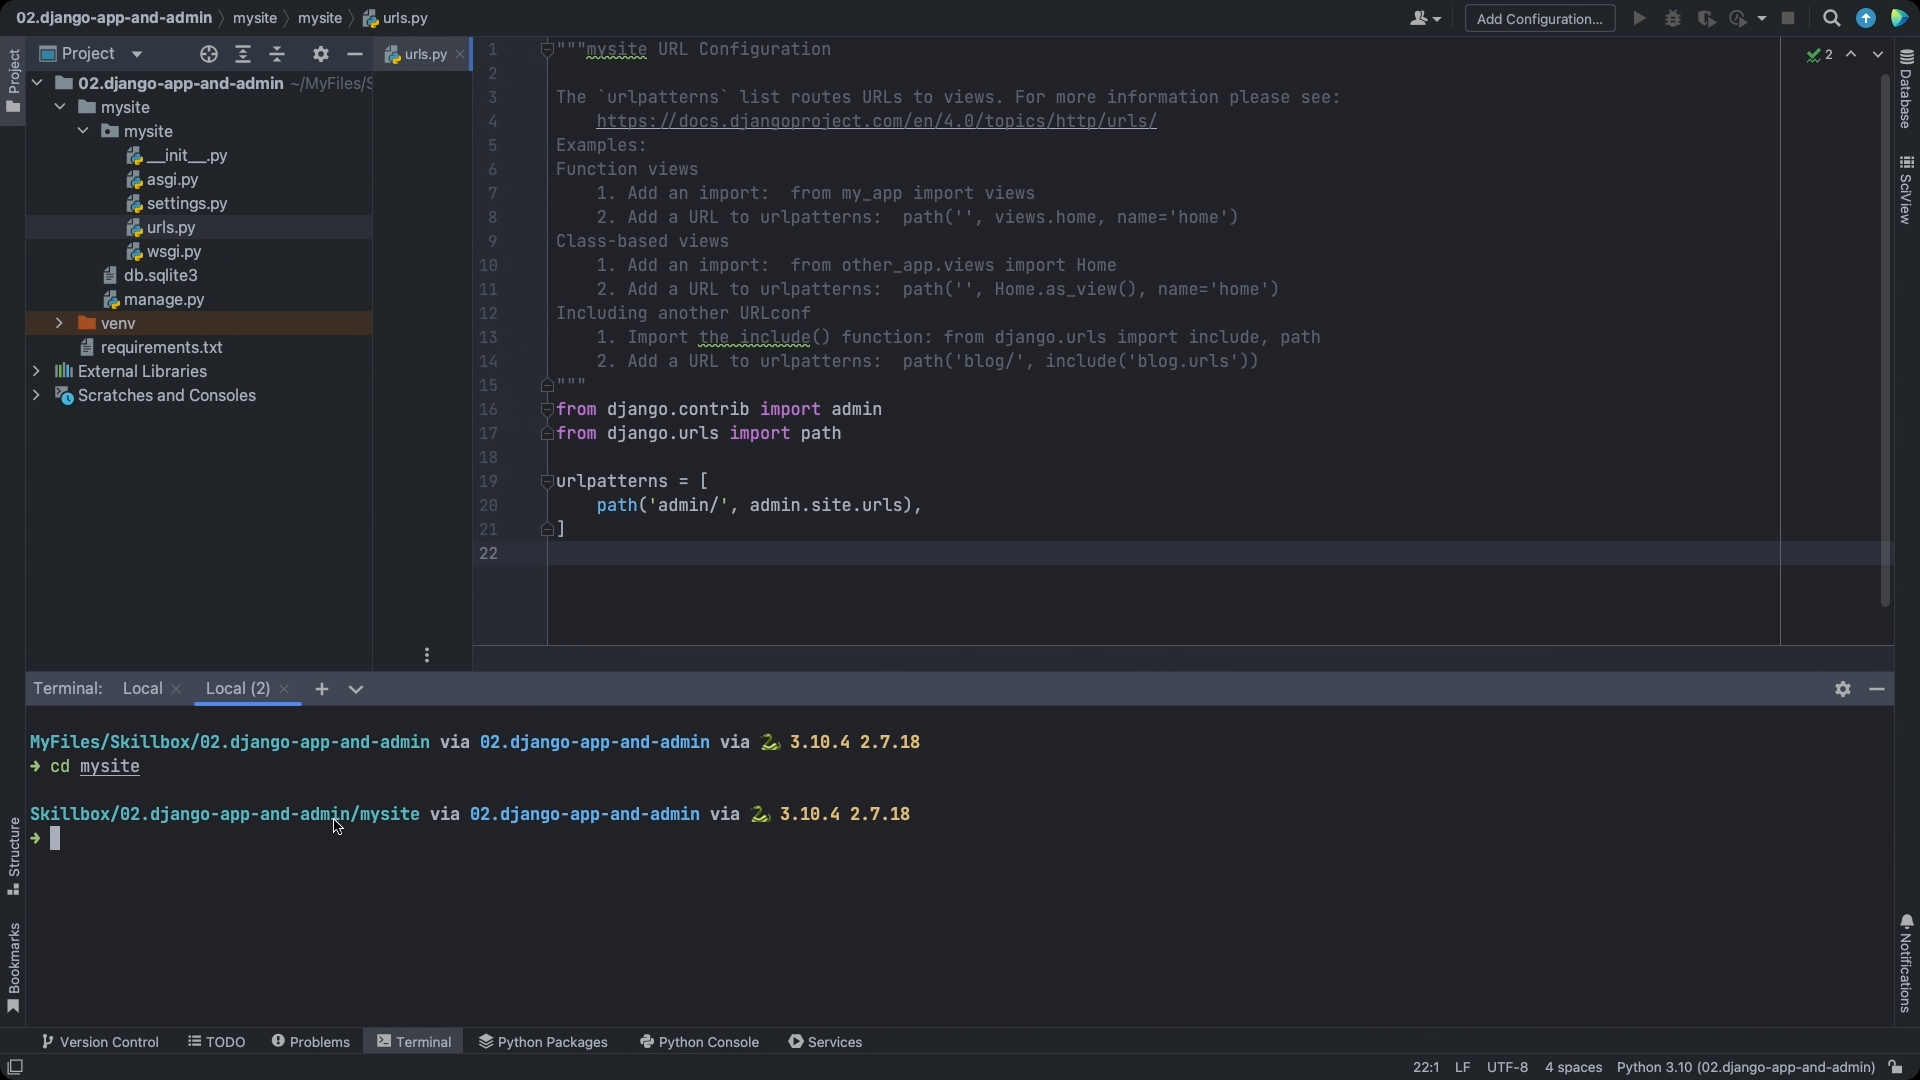 02.django-app-and-admin mysite mysite urls.py
Add Configuration...
Project
urls.py
2
Project
02.django-app-and-admin ~/MyFiles/S
mysite
mysite
__init__.py
asgi.py
settings.py
urls.py
wsgi.py
db.sqlite3
manage.py
venv
requirements.txt
External Libraries
Scratches and Consoles
1 """mysite URL Configuration
2
3 The `urlpatterns` list routes URLs to views. For more information please see:
4 https://docs.djangoproject.com/en/4.0/topics/http/urls/
5 Examples:
6 Function views
7 1. Add an import:  from my_app import views
8 2. Add a URL to urlpatterns:  path('', views.home, name='home')
9 Class-based views
10 1. Add an import:  from other_app.views import Home
11 2. Add a URL to urlpatterns:  path('', Home.as_view(), name='home')
12 Including another URLconf
13 1. Import the include() function: from django.urls import include, path
14 2. Add a URL to urlpatterns:  path('blog/', include('blog.urls'))
15 """
16 from django.contrib import admin
17 from django.urls import path
18
19 urlpatterns = [
20 path('admin/', admin.site.urls),
21 ]
22
Database
SciView
Notifications
Structure
Bookmarks
Terminal: Local Local (2)
MyFiles/Skillbox/02.django-app-and-admin via 02.django-app-and-admin via 🐍 3.10.4 2.7.18
➜ cd mysite
Skillbox/02.django-app-and-admin/mysite via 02.django-app-and-admin via 🐍 3.10.4 2.7.18
➜
Version Control TODO Problems Terminal Python Packages Python Console Services
22:1 LF UTF-8 4 spaces Python 3.10 (02.django-app-and-admin)